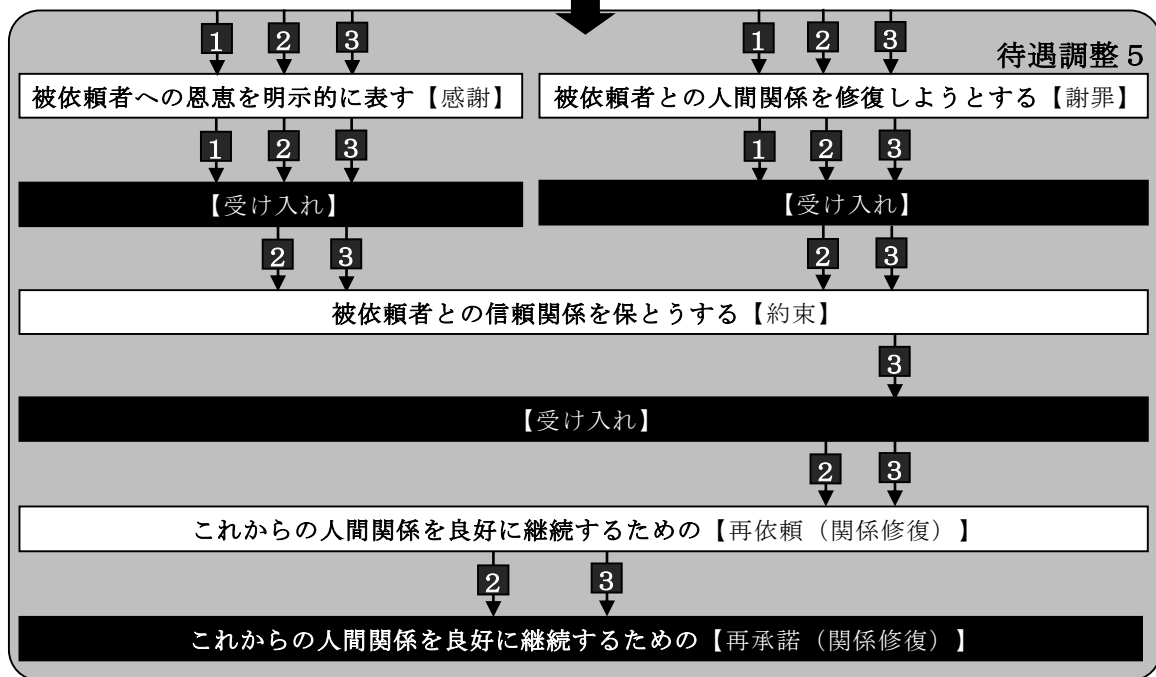 1 2 3 1 2 3
待遇調整５
被依頼者への恩恵を明示的に表す【感謝】 被依頼者との人間関係を修復しようとする【謝罪】
1 2 3 1 2 3
【受け入れ】 【受け入れ】
2 3 2 3
被依頼者との信頼関係を保とうする【約束】
3
【受け入れ】
2 3
これからの人間関係を良好に継続するための【再依頼（関係修復）】
2 3
これからの人間関係を良好に継続するための【再承諾（関係修復）】